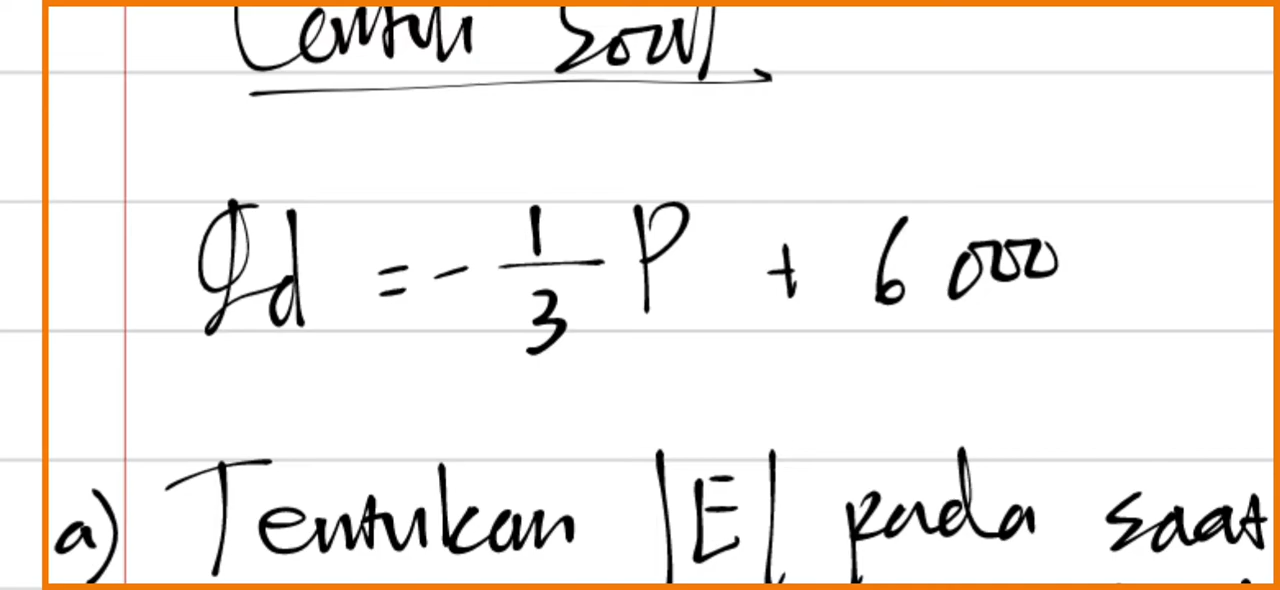 Contoh Soal
Qd = - 1/3 P + 6000
a) Tentukan |E| pada saat